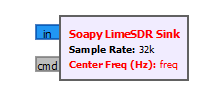 in
cmd
Soapy LimeSDR Sink
Sample Rate: 32k
Center Freq (Hz): freq